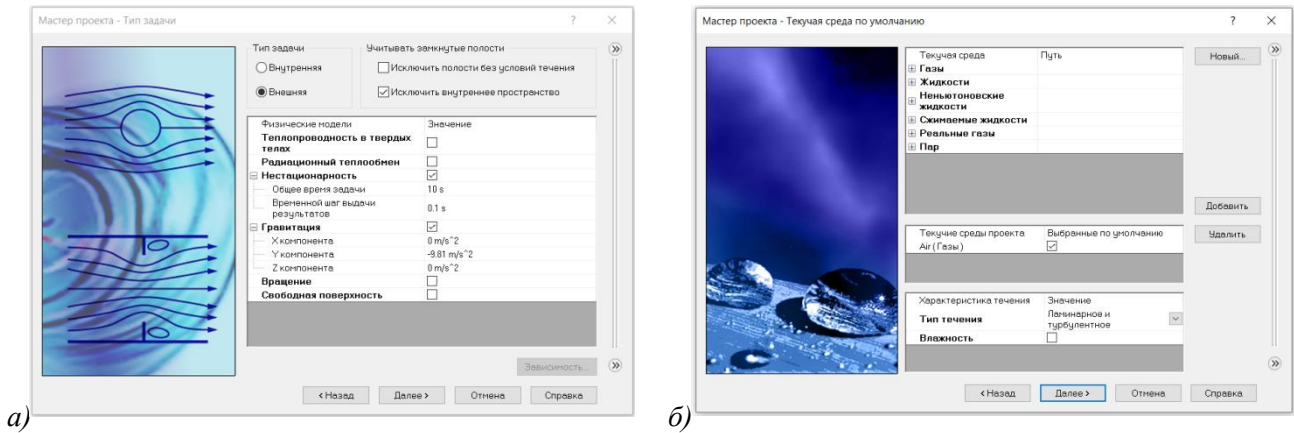 Мастер проекта - Тип задачи
?
Тип задачи
Учитывать замкнутые полости
Внутренняя
Исключить полости без условий течения
Внешняя
Исключить внутреннее пространство
Физические модели Значение
Теплопроводность в твердых
телах
Радиационный теплообмен
Нестационарность
Общее время задачи 10 s
Временной шаг выдачи
результатов 0.1 s
Гравитация
X компонента 0 m/s^2
Y компонента -9.81 m/s^2
Z компонента 0 m/s^2
Вращение
Свободная поверхность
Зависимость...
< Назад Далее > Отмена Справка
а)
Мастер проекта - Текучая среда по умолчанию
?
Текучая среда Путь
Газы
Жидкости
Неньютоновские
жидкости
Сжимаемые жидкости
Реальные газы
Пар
Новый...
Добавить
Удалить
Текучие среды проекта Выбранные по умолчанию
Air ( Газы )
Характеристика течения Значение
Тип течения Ламинарное и
турбулентное
Влажность
< Назад Далее > Отмена Справка
б)